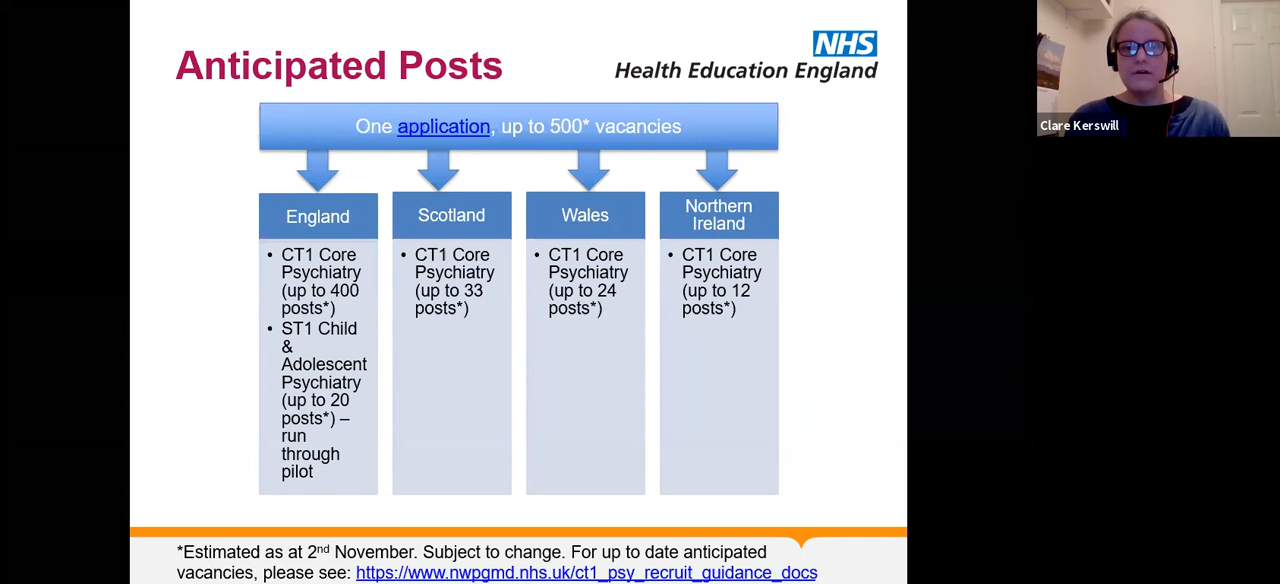 Anticipated Posts
NHS
Health Education England
One application, up to 500* vacancies
England
• CT1 Core
Psychiatry
(up to 400
posts*)
• ST1 Child
&
Adolescent
Psychiatry
(up to 20
posts*) –
run
through
pilot
Scotland
• CT1 Core
Psychiatry
(up to 33
posts*)
Wales
• CT1 Core
Psychiatry
(up to 24
posts*)
Northern
Ireland
• CT1 Core
Psychiatry
(up to 12
posts*)
*Estimated as at 2nd November. Subject to change. For up to date anticipated
vacancies, please see: https://www.nwpgmd.nhs.uk/ct1_psy_recruit_guidance_docs
Clare Kerswill